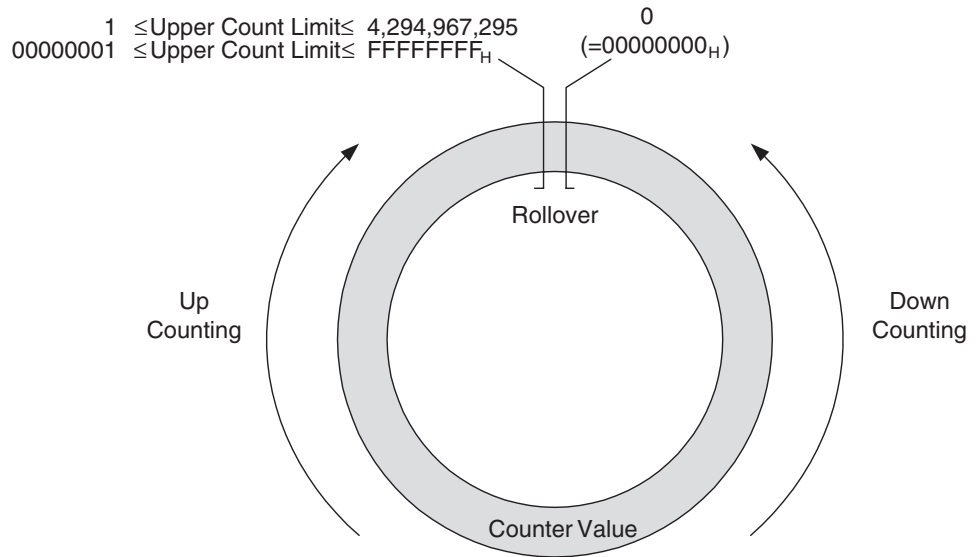 1 ≤Upper Count Limit≤ 4,294,967,295
00000001 ≤Upper Count Limit≤ FFFFFFFFH
0
(=00000000H)
Rollover
Up
Counting
Down
Counting
Counter Value